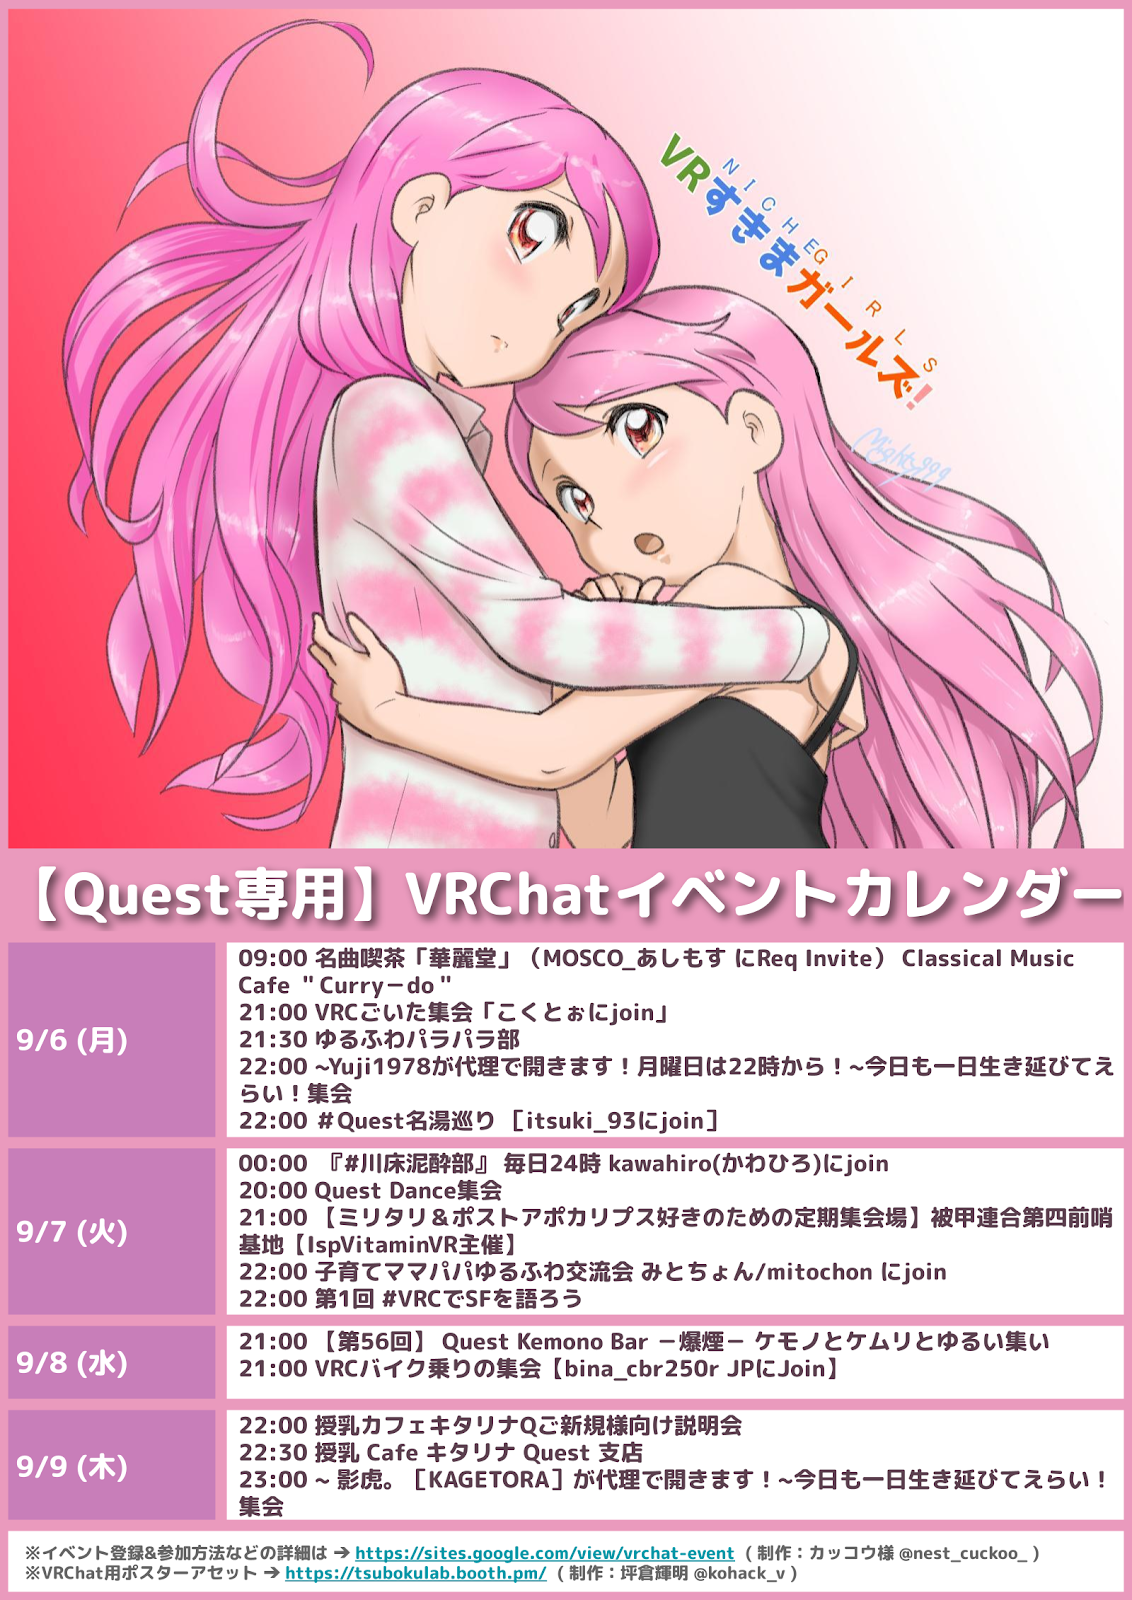 NICHE GIRLS
VRすきまガールズ!
Mighty999
【Quest専用】VRChatイベントカレンダー
9/6 (月)
09:00 名曲喫茶「華麗堂」（MOSCO_あしもす にReq Invite） Classical Music
Cafe ＂Curry－do＂
21:00 VRCごいた集会「こくとぉにjoin」
21:30 ゆるふわパラパラ部
22:00 ~Yuji1978が代理で開きます！月曜日は22時から！~今日も一日生き延びてえ
らい！集会
22:00 ＃Quest名湯巡り ［itsuki_93にjoin］
9/7 (火)
00:00 『#川床泥酔部』 毎日24時 kawahiro(かわひろ)にjoin
20:00 Quest Dance集会
21:00 【ミリタリ＆ポストアポカリプス好きのための定期集会場】被甲連合第四前哨
基地【IspVitaminVR主催】
22:00 子育てママパパゆるふわ交流会 みとちょん/mitochon にjoin
22:00 第1回 #VRCでSFを語ろう
9/8 (水)
21:00 【第56回】 Quest Kemono Bar －爆煙－ ケモノとケムリとゆるい集い
21:00 VRCバイク乗りの集会【bina_cbr250r JPにJoin】
9/9 (木)
22:00 授乳カフェキタリナQご新規様向け説明会
22:30 授乳 Cafe キタリナ Quest 支店
23:00 ~ 影虎。［KAGETORA］が代理で開きます！~今日も一日生き延びてえらい！
集会
※イベント登録&参加方法などの詳細は → https://sites.google.com/view/vrchat-event （制作：カッコウ様 @nest_cuckoo_ ）
※VRChat用ポスターアセット → https://tsubokulab.booth.pm/ （制作：坪倉輝明 @kohack_v ）